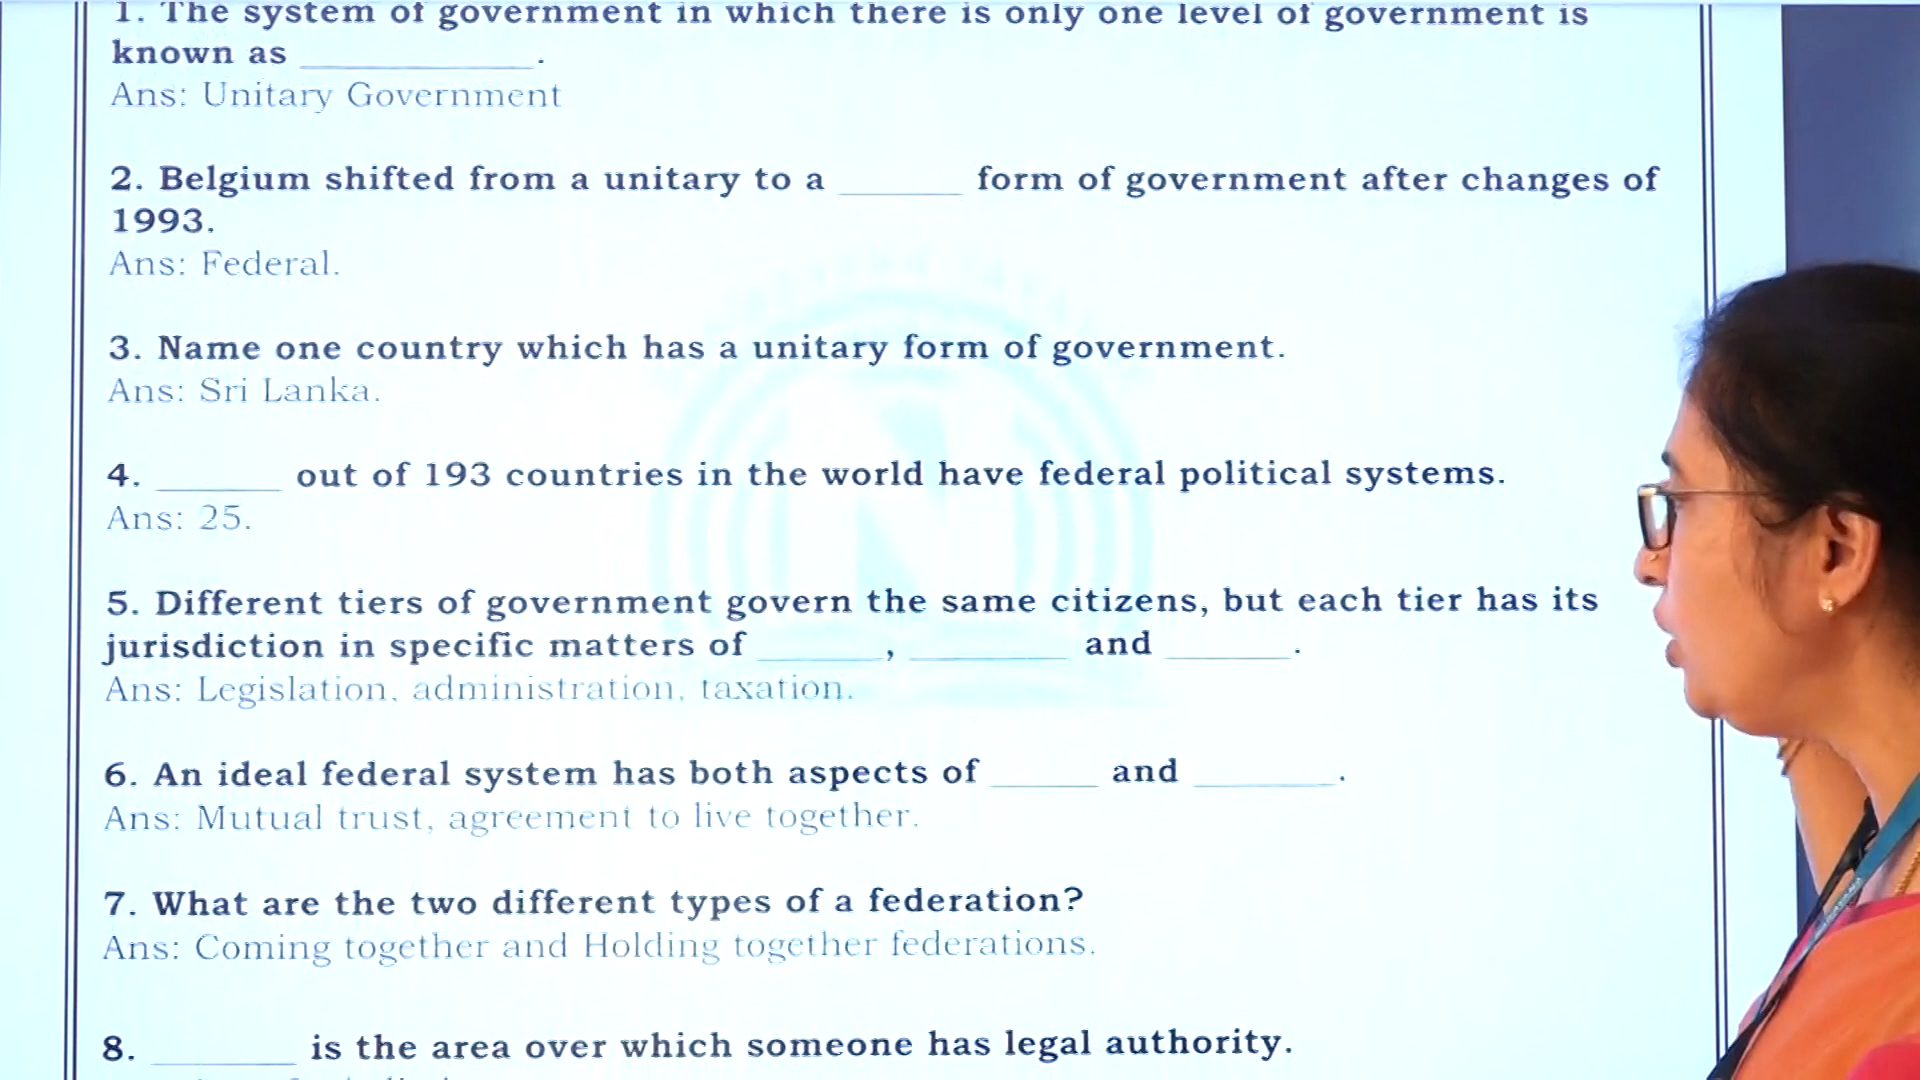 1. The system of government in which there is only one level of government is
known as ____________.
Ans: Unitary Government
2. Belgium shifted from a unitary to a ______ form of government after changes of
1993.
Ans: Federal.
3. Name one country which has a unitary form of government.
Ans: Sri Lanka.
4. ______ out of 193 countries in the world have federal political systems.
Ans: 25.
5. Different tiers of government govern the same citizens, but each tier has its
jurisdiction in specific matters of ______, ________ and ______.
Ans: Legislation, administration, taxation.
6. An ideal federal system has both aspects of _____ and _______.
Ans: Mutual trust, agreement to live together.
7. What are the two different types of a federation?
Ans: Coming together and Holding together federations.
8. _______ is the area over which someone has legal authority.